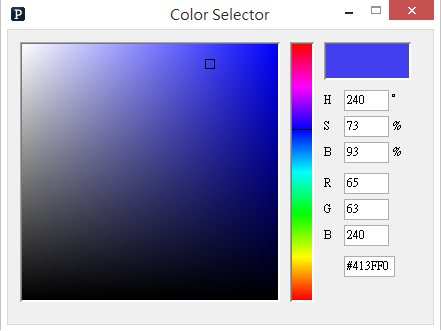 P
Color Selector
H 240 °
S 73 %
B 93 %
R 65
G 63
B 240
#413FF0